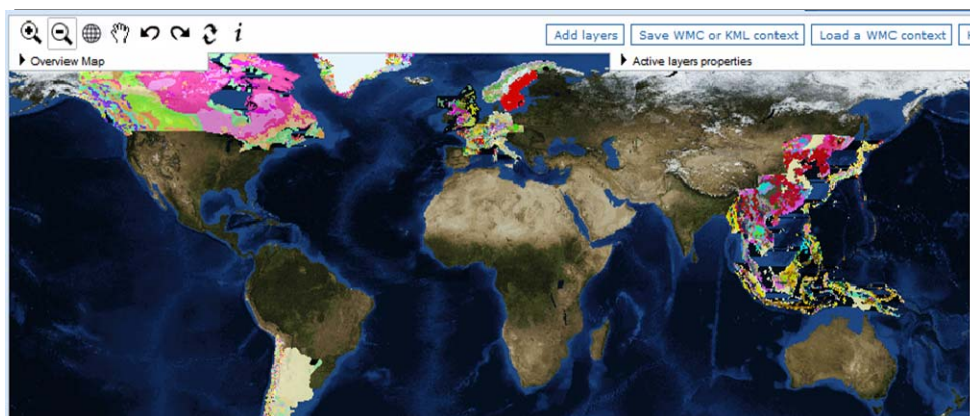 i
Add layers
Save WMC or KML context
Load a WMC context
Overview Map
Active layers properties